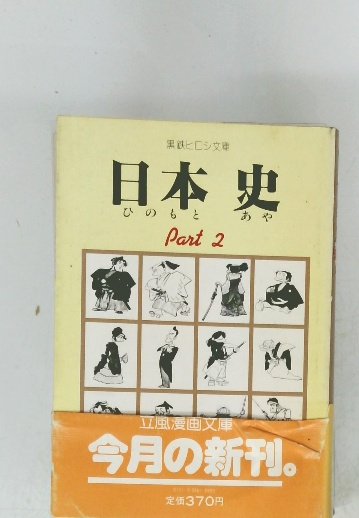 黒鉄ヒロシ文庫
日本史
ひのもと あや
Part 2
立風漫画文庫
今月の新刊。
定価370円